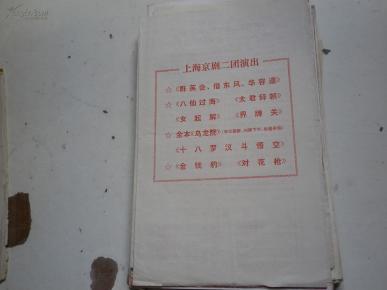 上海京剧二团演出
☆《群英会、借东风、华容道》
☆《八仙过海》 《太君辞朝》
《女起解》 《界牌关》
☆ 全本《乌龙院》
《十八罗汉斗悟空》
☆《金钱豹》 《对花枪》